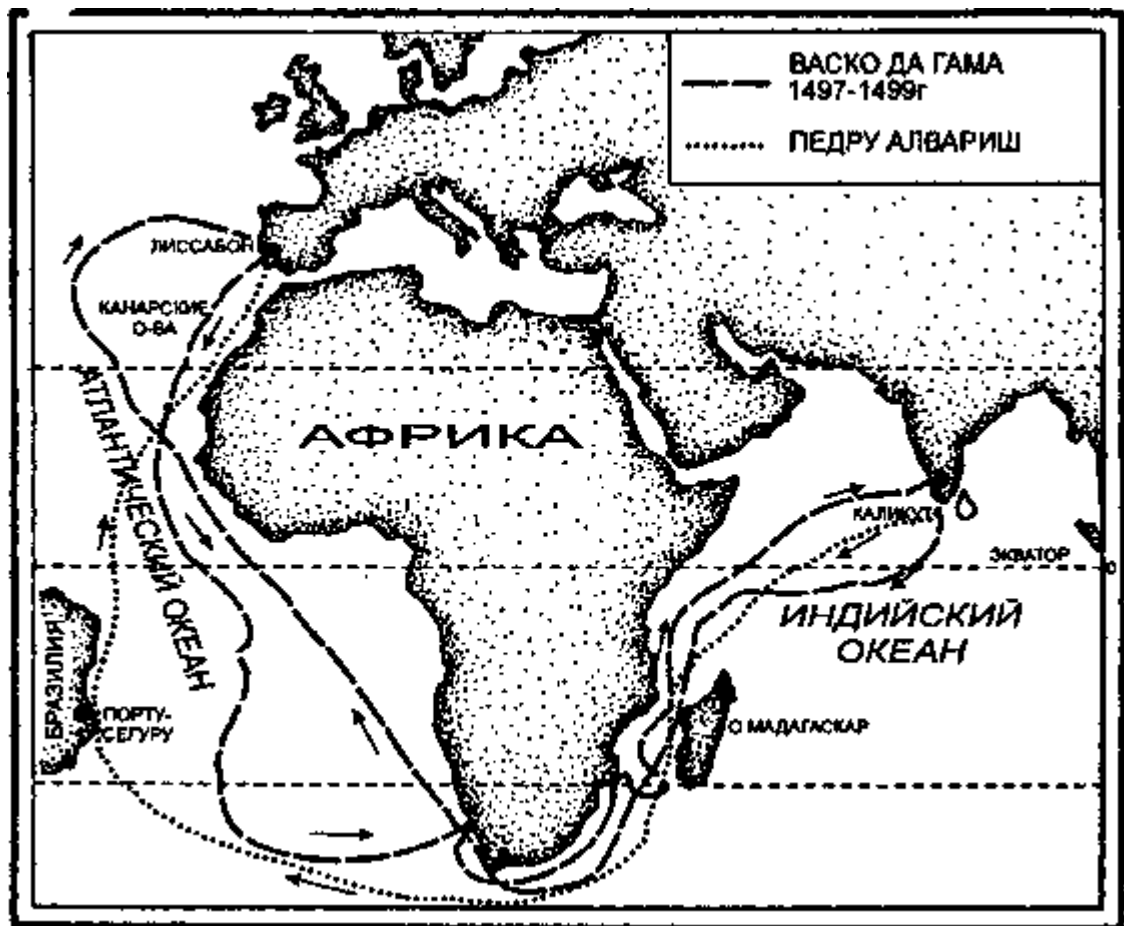 ВАСКО ДА ГАМА
1497-1499г
ПЕДРУ АЛВАРИШ
ЛИССАБОН
КАНАРСКИЕ
О-ВА
АТЛАНТИЧЕСКИЙ ОКЕАН
АФРИКА
КАЛИКУТ
ЭКВАТОР
0
ИНДИЙСКИЙ
ОКЕАН
БРАЗИЛИЯ
ПОРТУ-
СЕГУРУ
О МАДАГАСКАР